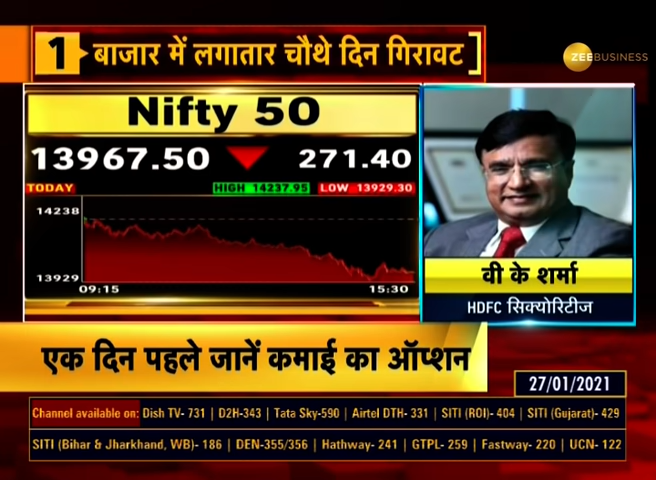 1 बाजार में लगातार चौथे दिन गिरावट
ZEE BUSINESS
Nifty 50
13967.50 271.40
TODAY HIGH 14237.95 LOW 13929.30
14238
13929
09:15 15:30
वी के शर्मा
HDFC सिक्योरिटीज
एक दिन पहले जानें कमाई का ऑप्शन
27/01/2021
Channel available on: Dish TV- 731 | D2H-343 | Tata Sky-590 | Airtel DTH- 331 | SITI (ROI)- 404 | SITI (Gujarat)- 429
SITI (Bihar & Jharkhand, WB)- 186 | DEN-355/356 | Hathway- 241 | GTPL- 259 | Fastway- 220 | UCN- 122